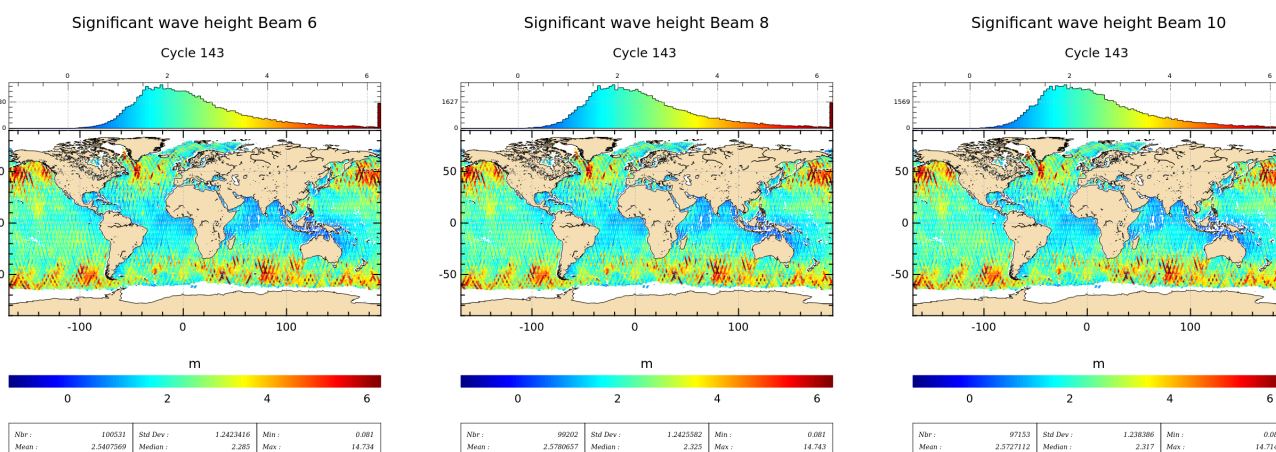 Significant wave height Beam 6
Cycle 143
0 2 4 6
0
50
0
-50
-100 0 100
m
0 2 4 6
Nbr : 100531 Std Dev : 1.2423416 Min : 0.081
Mean : 2.5407569 Median : 2.285 Max : 14.734
Significant wave height Beam 8
Cycle 143
0 2 4 6
1627
0
50
0
-50
-100 0 100
m
0 2 4 6
Nbr : 99202 Std Dev : 1.2425582 Min : 0.081
Mean : 2.5780657 Median : 2.325 Max : 14.743
Significant wave height Beam 10
Cycle 143
0 2 4 6
1569
0
50
0
-50
-100 0 100
m
0 2 4 6
Nbr : 97153 Std Dev : 1.238386 Min :
Mean : 2.5727112 Median : 2.317 Max :